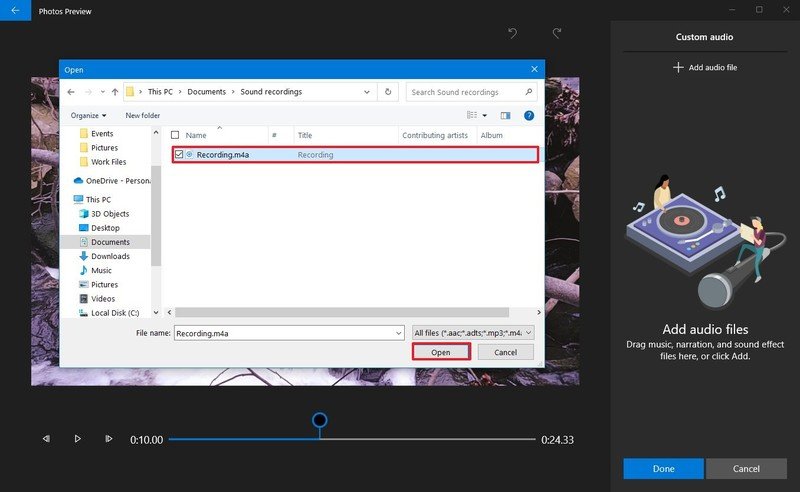 Photos Preview
Custom audio
Add audio file
Open
This PC > Documents > Sound recordings
Search Sound recordings
Organize
New folder
Name
#
Title
Contributing artists
Album
Events
Pictures
Work Files
OneDrive - Persona
This PC
3D Objects
Desktop
Documents
Downloads
Music
Pictures
Videos
Local Disk (C:)
Recording.m4a
Recording
File name:
Recording.m4a
All files (*.aac;*.adts;*.mp3;*.m4a
Open
Cancel
Add audio files
Drag music, narration, and sound effect
files here, or click Add.
0:10.00
0:24.33
Done
Cancel